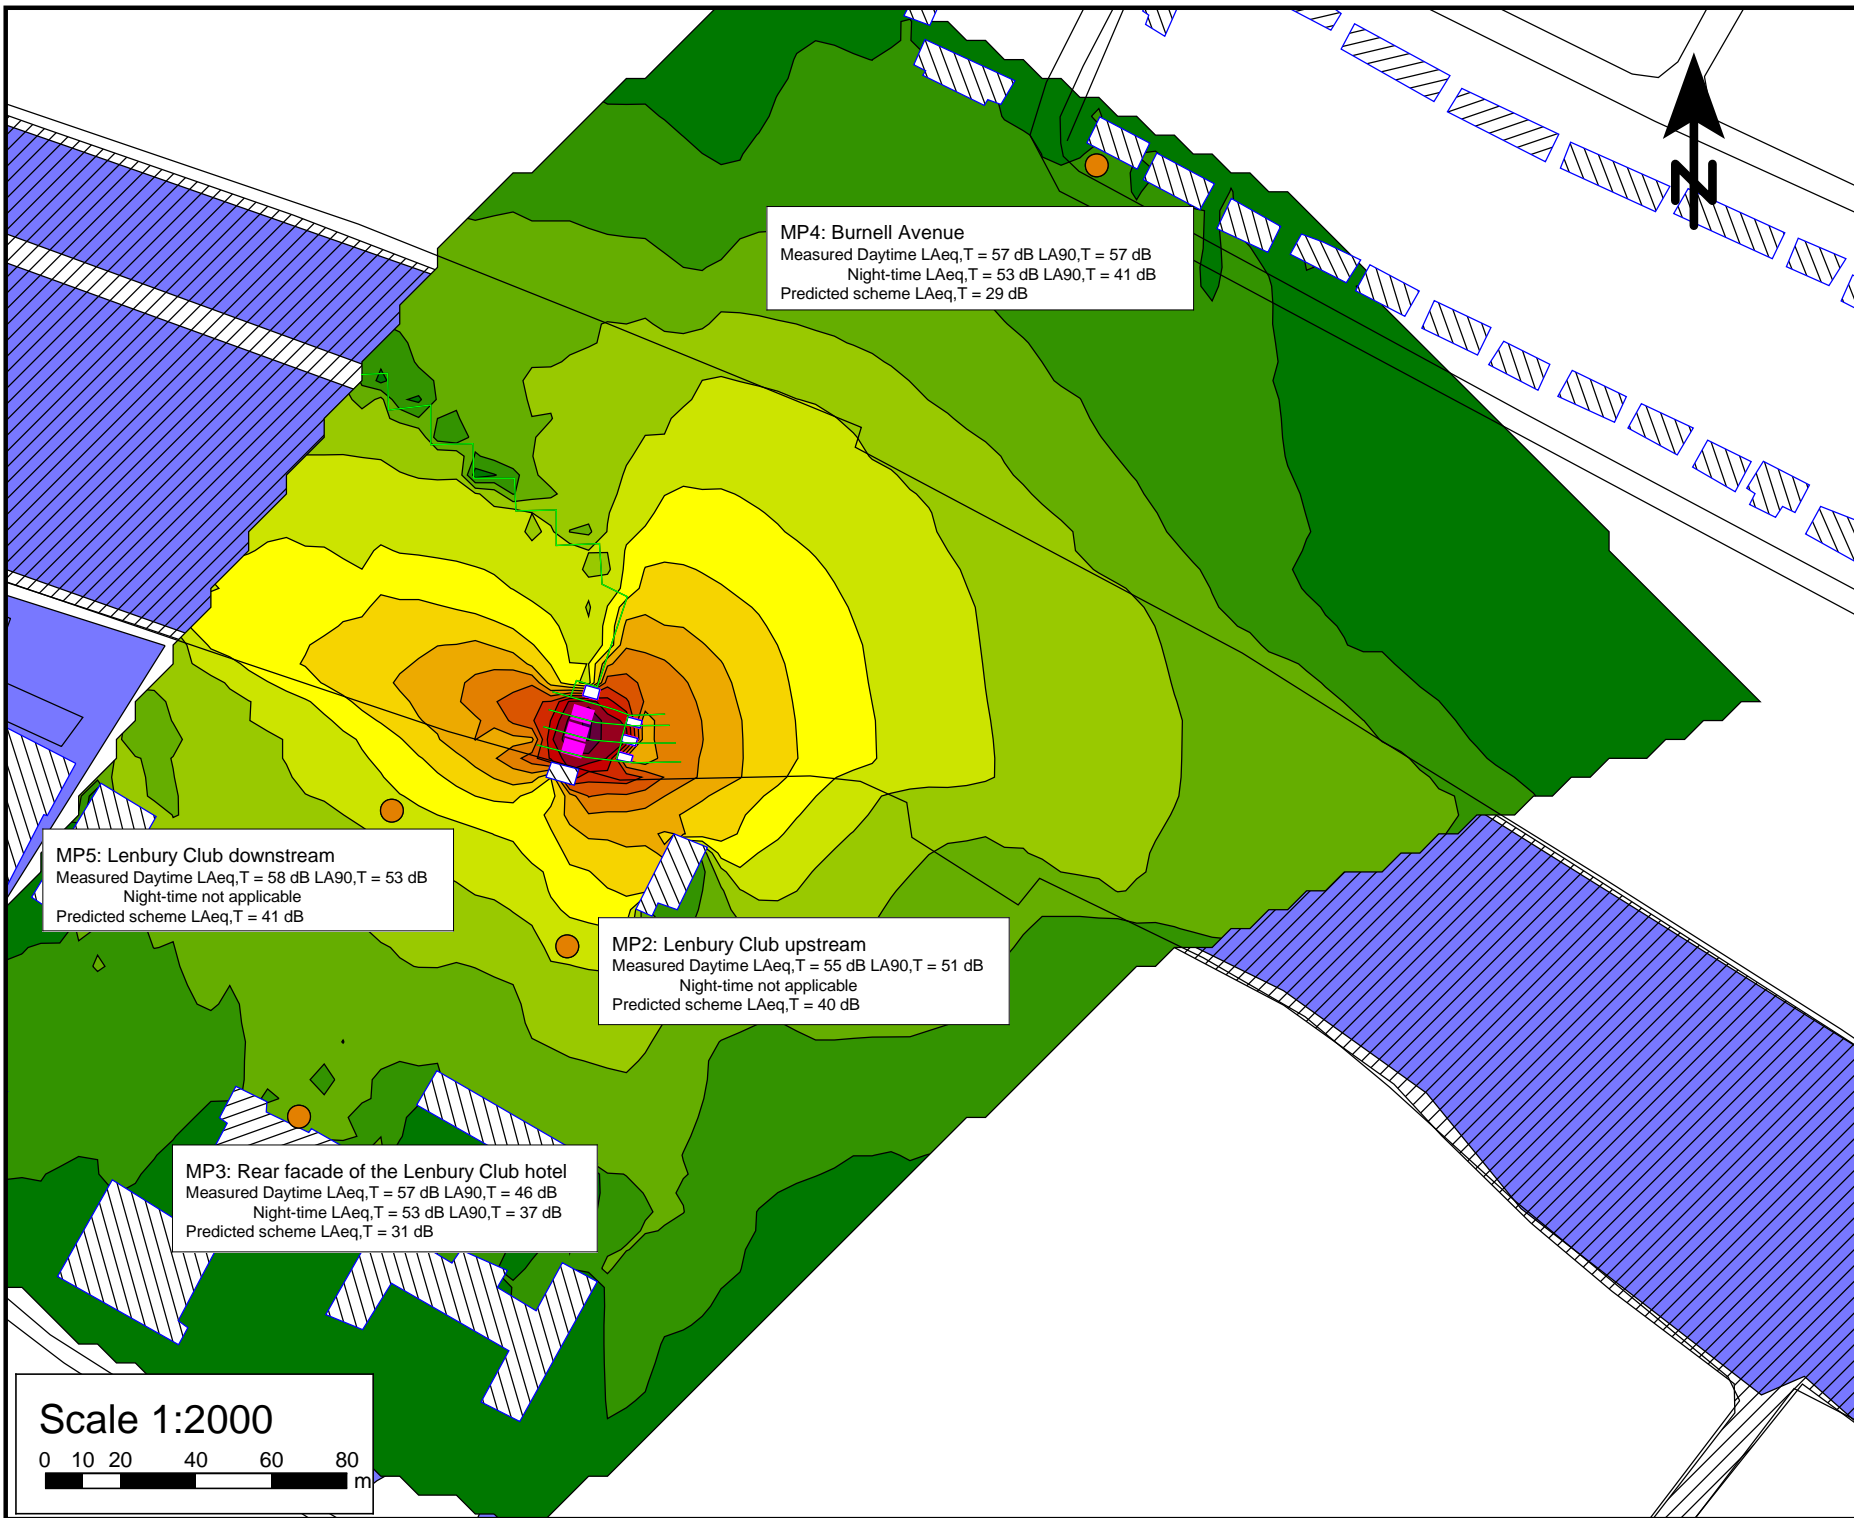 N
MP4: Burnell Avenue
Measured Daytime LAeq,T = 57 dB LA90,T = 57 dB
Night-time LAeq,T = 53 dB LA90,T = 41 dB
Predicted scheme LAeq,T = 29 dB
MP5: Lenbury Club downstream
Measured Daytime LAeq,T = 58 dB LA90,T = 53 dB
Night-time not applicable
Predicted scheme LAeq,T = 41 dB
MP2: Lenbury Club upstream
Measured Daytime LAeq,T = 55 dB LA90,T = 51 dB
Night-time not applicable
Predicted scheme LAeq,T = 40 dB
MP3: Rear facade of the Lenbury Club hotel
Measured Daytime LAeq,T = 57 dB LA90,T = 46 dB
Night-time LAeq,T = 53 dB LA90,T = 37 dB
Predicted scheme LAeq,T = 31 dB
Scale 1:2000
0 10 20 40 60 80
m